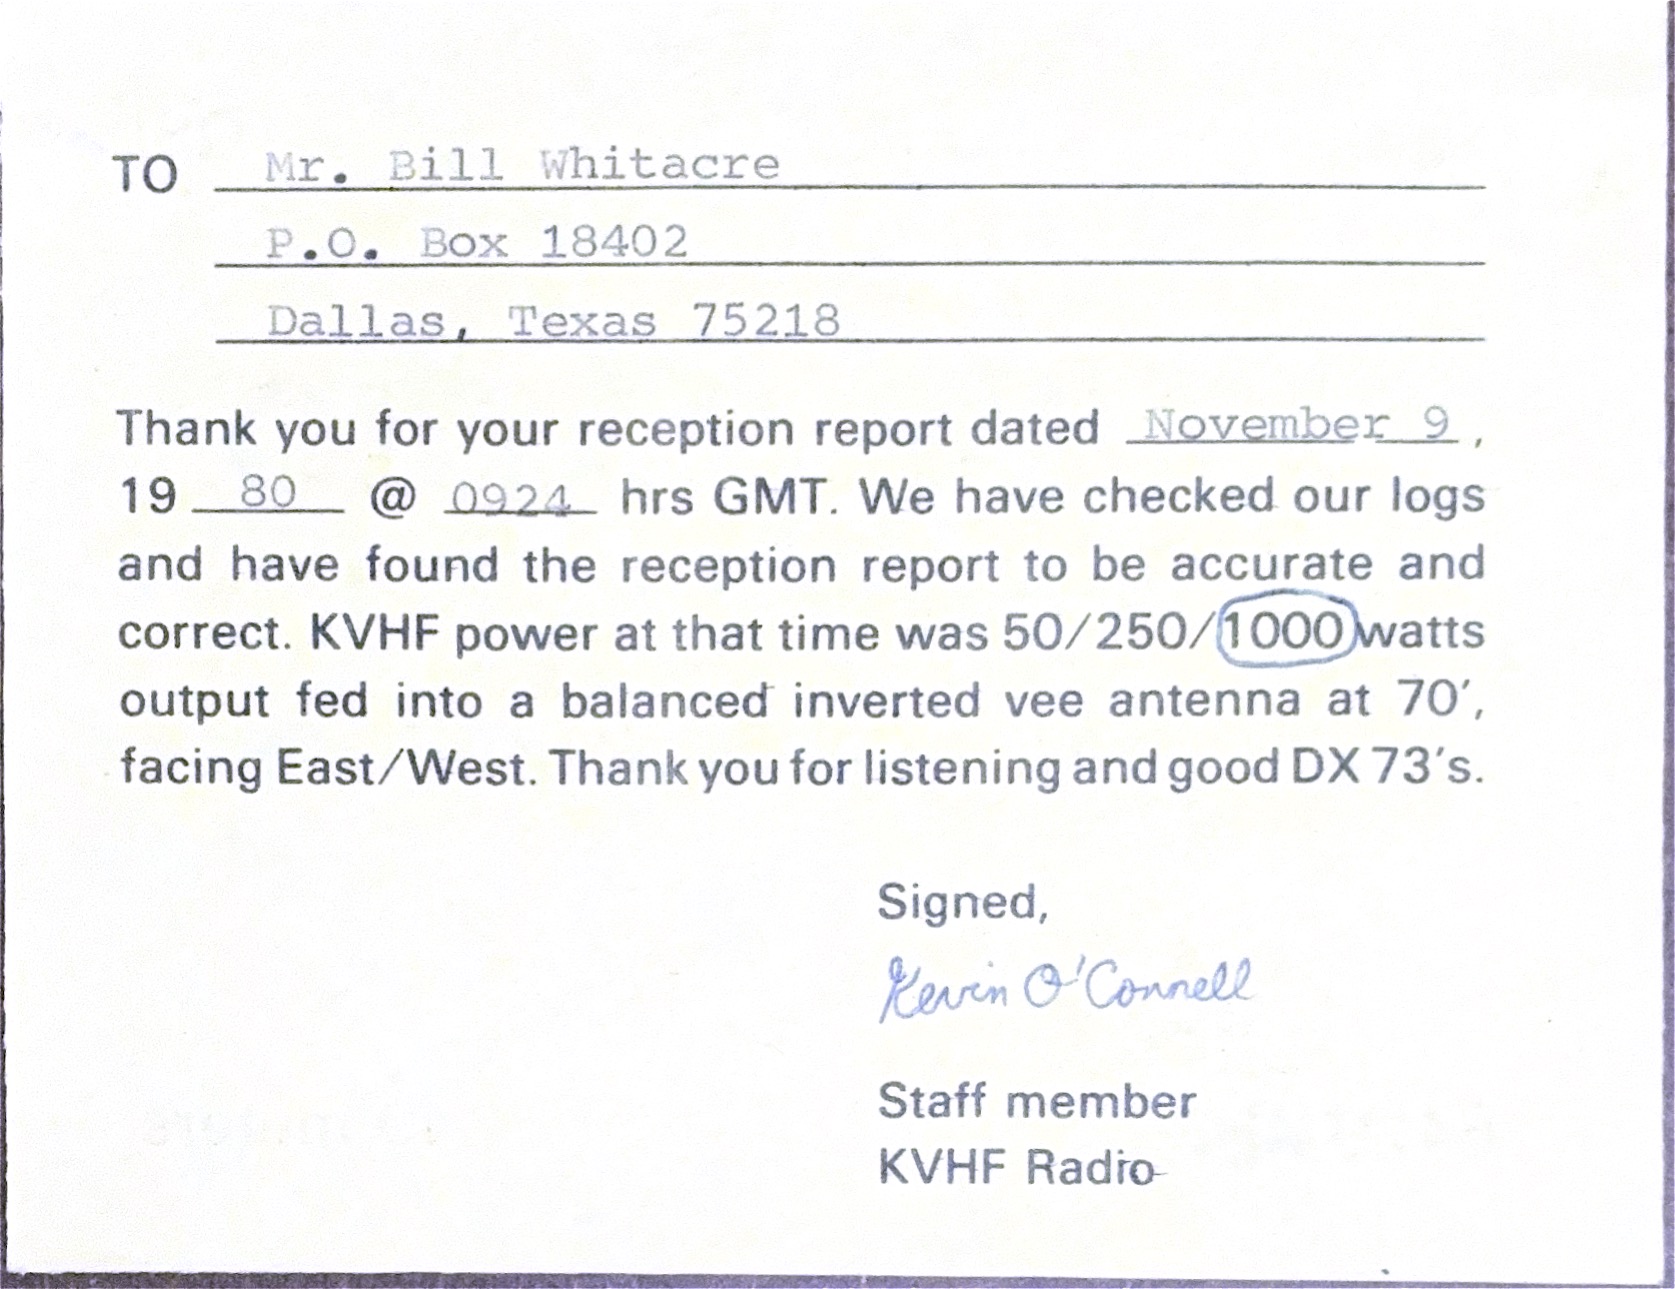 TO Mr. Bill Whitacre
P.O. Box 18402
Dallas, Texas 75218
Thank you for your reception report dated November 9,
19 80 @ 0924 hrs GMT. We have checked our logs
and have found the reception report to be accurate and
correct. KVHF power at that time was 50/250/1000 watts
output fed into a balanced inverted vee antenna at 70',
facing East/West. Thank you for listening and good DX 73's.
Signed,
Kevin O'Connell
Staff member
KVHF Radio